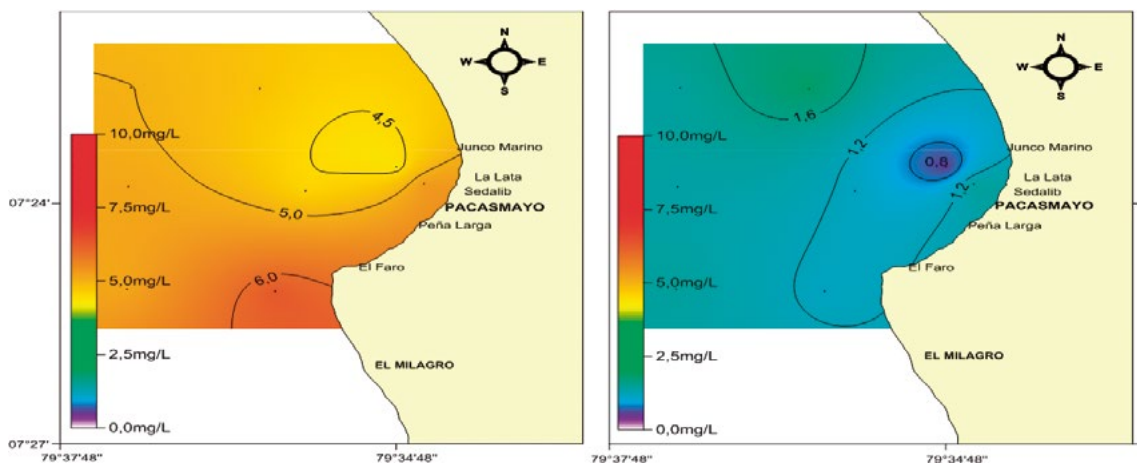 N
W E
S
4,5
10,0mg/L
Junco Marino
La Lata
Sedalib
07°24'
7,5mg/L
5,0
PACASMAYO
Peña Larga
El Faro
5,0mg/L
6,0
2,5mg/L
EL MILAGRO
0,0mg/L
07°27'
79°37'48"
79°34'48"
N
W E
S
1,6
10,0mg/L
1,2
Junco Marino
0,8
La Lata
Sedalib
1,2
7,5mg/L
PACASMAYO
Peña Larga
El Faro
5,0mg/L
2,5mg/L
EL MILAGRO
0,0mg/L
79°37'48"
79°34'48"